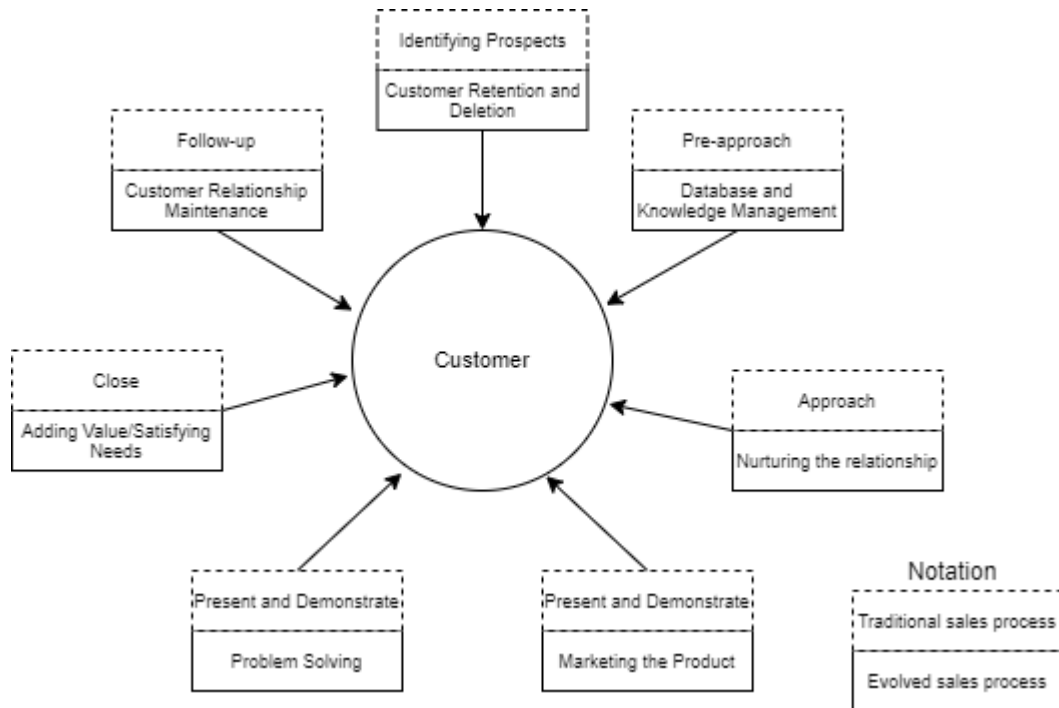 Identifying Prospects
Customer Retention and
Deletion
Follow-up
Customer Relationship
Maintenance
Pre-approach
Database and
Knowledge Management
Customer
Close
Adding Value/Satisfying
Needs
Approach
Nurturing the relationship
Present and Demonstrate
Problem Solving
Present and Demonstrate
Marketing the Product
Notation
Traditional sales process
Evolved sales process